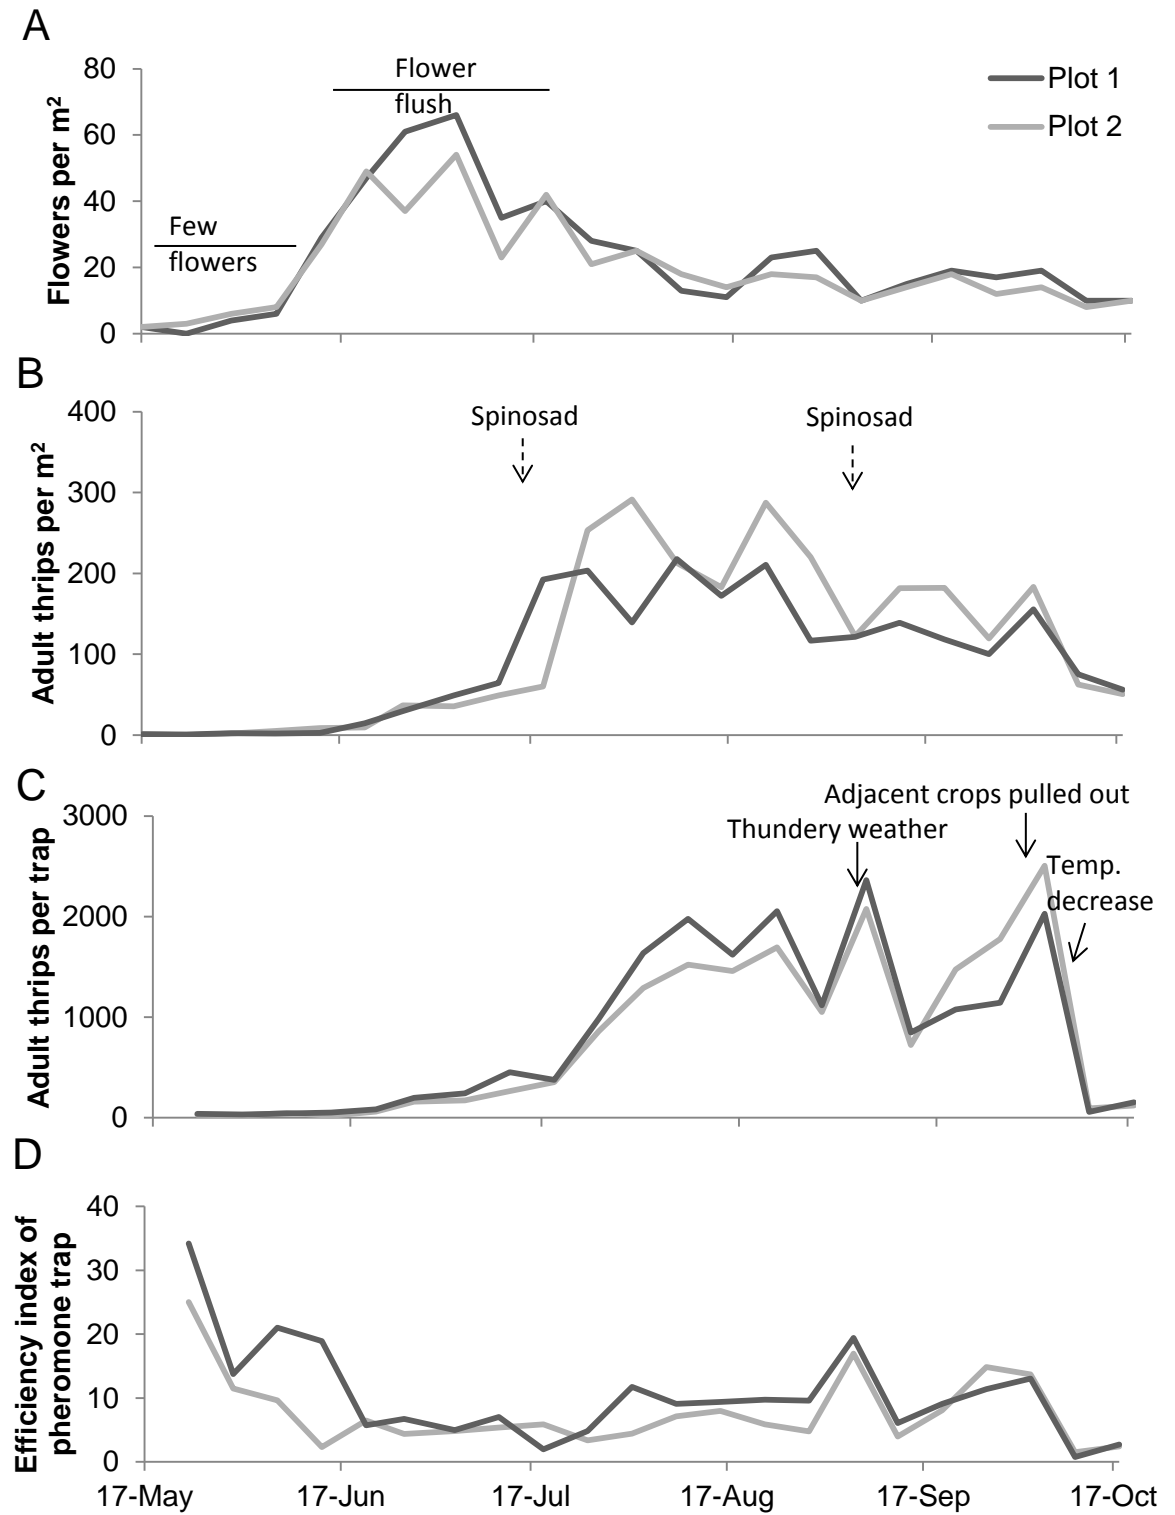 A
Flowers per m²
80
60
40
20
0
Flower
flush
Few
flowers
Plot 1
Plot 2
B
Adult thrips per m²
400
300
200
100
0
Spinosad
Spinosad
C
Adult thrips per trap
3000
2000
1000
0
Adjacent crops pulled out
Thundery weather
Temp.
decrease
D
Efficiency index of
pheromone trap
40
30
20
10
0
17-May 17-Jun 17-Jul 17-Aug 17-Sep 17-Oct